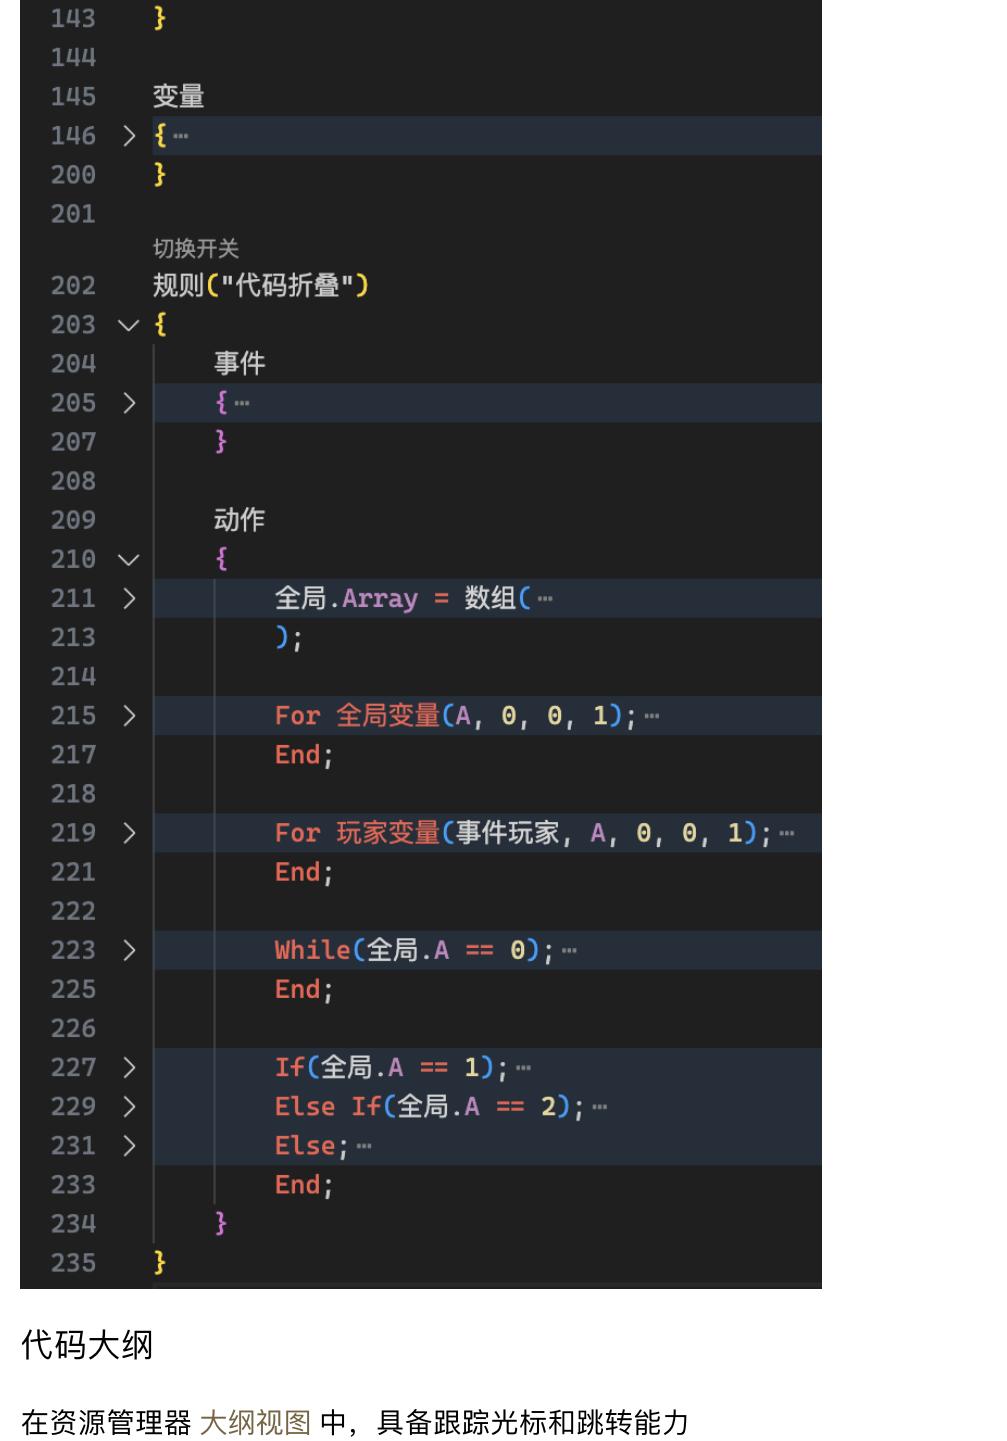 143 }
144
145 变量
146 { …
200 }
201
切换开关
202 规则("代码折叠")
203 {
204 事件
205 { …
207 }
208
209 动作
210 {
211 全局.Array = 数组( …
213 );
214
215 For 全局变量(A, 0, 0, 1); …
217 End;
218
219 For 玩家变量(事件玩家, A, 0, 0, 1); …
221 End;
222
223 While(全局.A == 0); …
225 End;
226
227 If(全局.A == 1); …
229 Else If(全局.A == 2); …
231 Else; …
233 End;
234 }
235 }
代码大纲
在资源管理器 大纲视图 中，具备跟踪光标和跳转能力